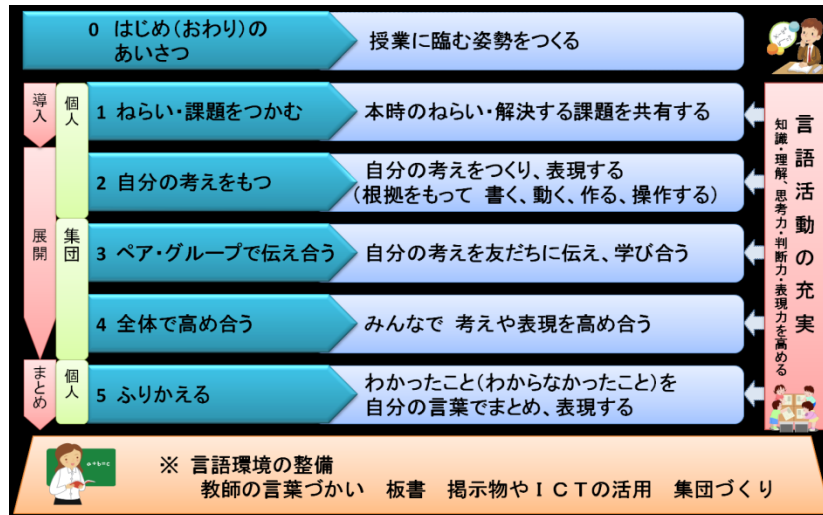 0 はじめ(おわり)の
あいさつ
授業に臨む姿勢をつくる
導入
個人
1 ねらい・課題をつかむ
本時のねらい・解決する課題を共有する
2 自分の考えをもつ
自分の考えをつくり、表現する
(根拠をもって 書く、動く、作る、操作する)
展開
集団
3 ペア・グループで伝え合う
自分の考えを友だちに伝え、学び合う
4 全体で高め合う
みんなで 考えや表現を高め合う
まとめ
個人
5 ふりかえる
わかったこと(わからなかったこと)を
自分の言葉でまとめ、表現する
言語活動の充実
知識・理解、思考力・判断力・表現力を高める
※ 言語環境の整備
教師の言葉づかい 板書 掲示物やICTの活用 集団づくり